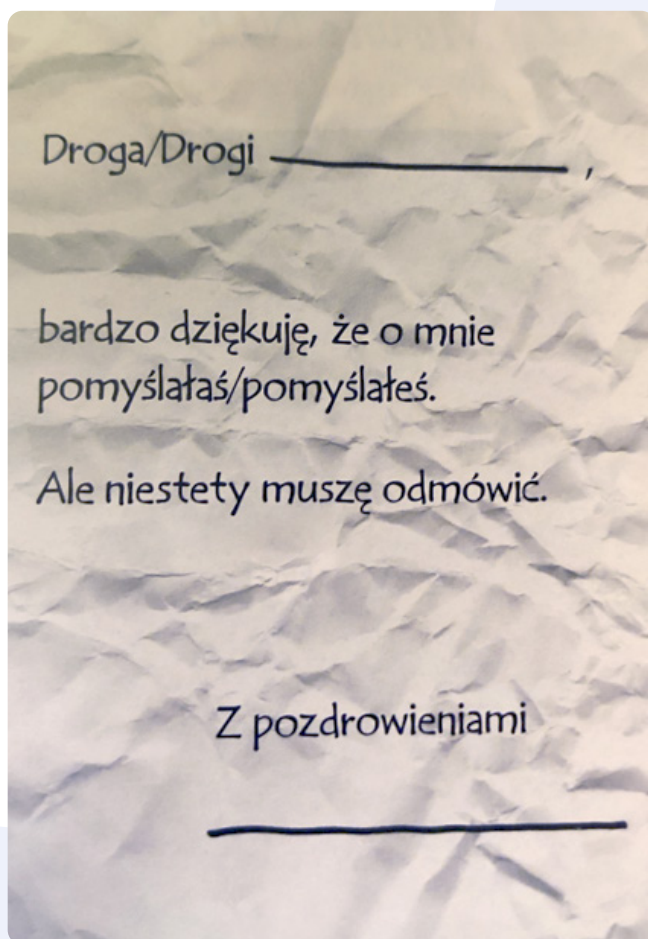 Droga/Drogi ____________ ,
bardzo dziękuję, że o mnie
pomyślałaś/pomyślałeś.
Ale niestety muszę odmówić.
Z pozdrowieniami
____________